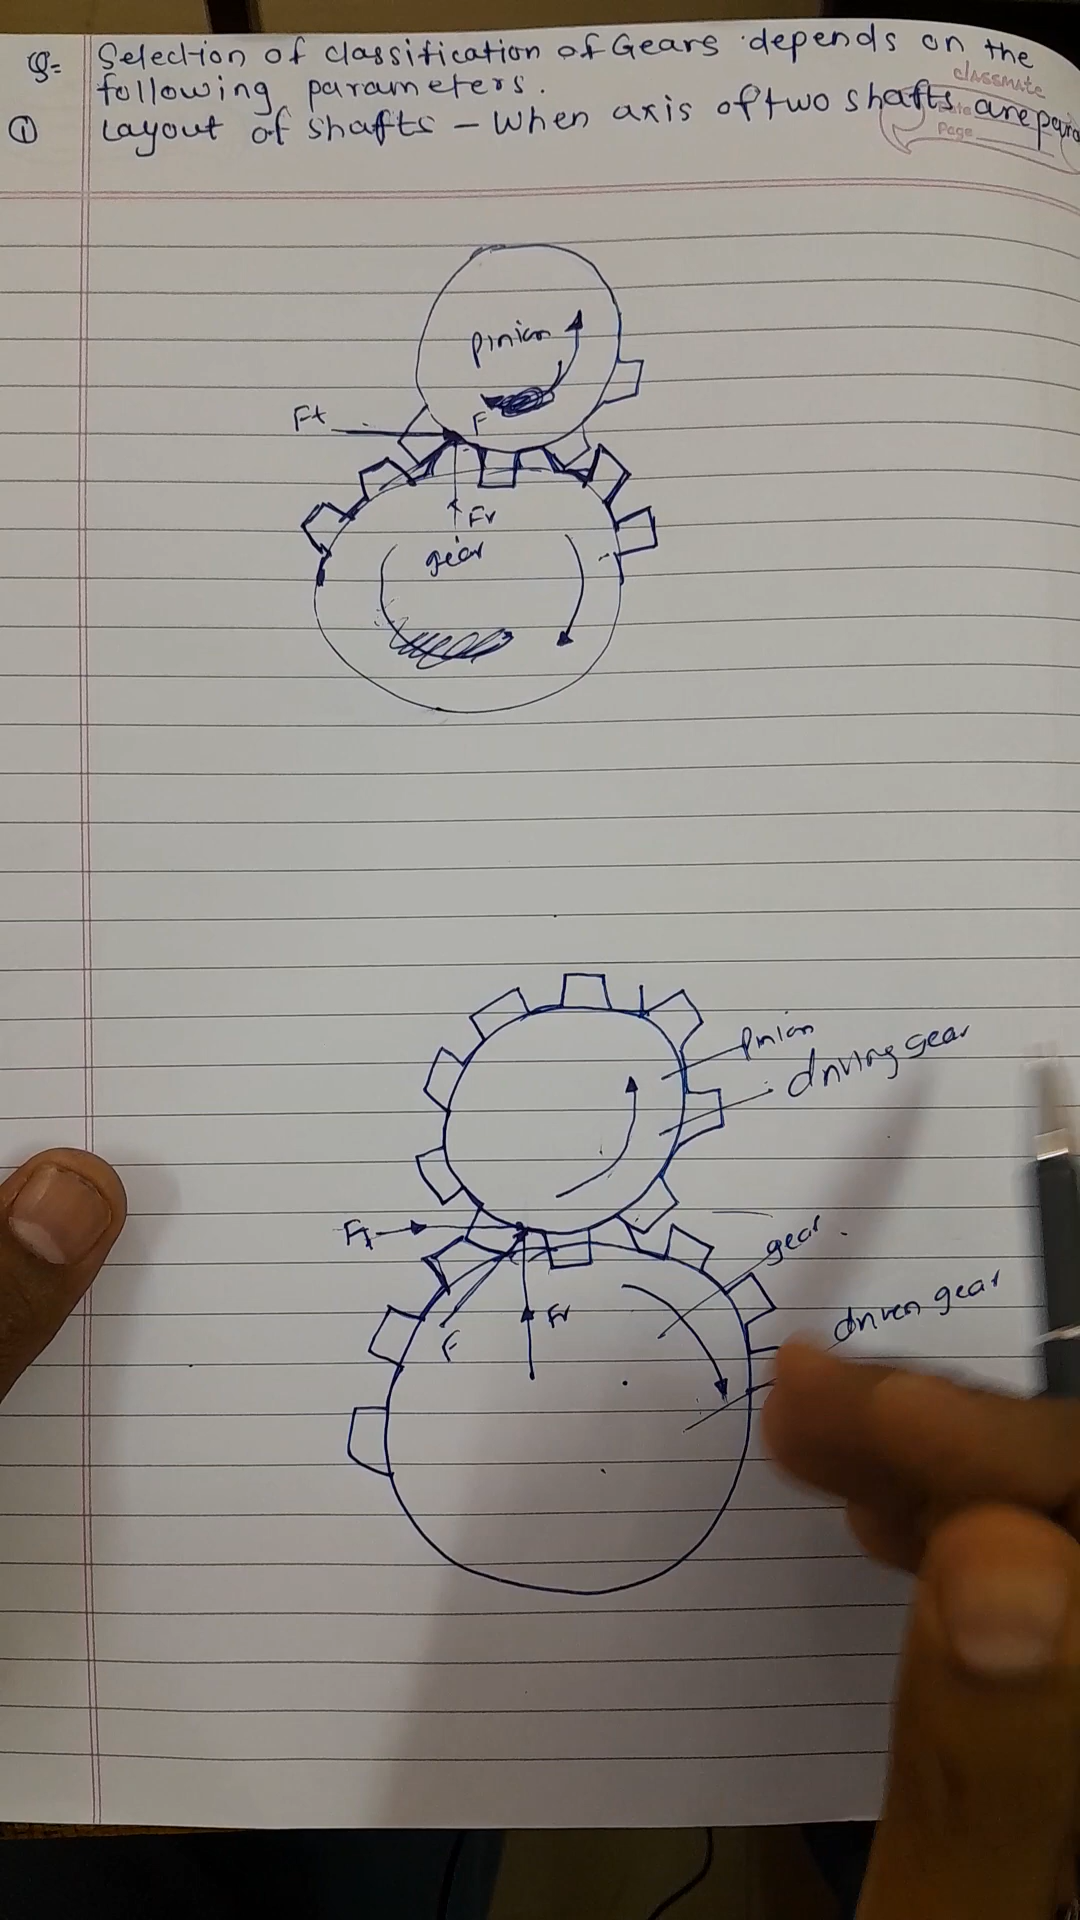 Q= Selection of classification of Gears depends on the
following parameters.
classmate
① Layout of shafts - When axis of two shafts are para
Page
pinion
Ft
F
Fr
gear
Pinion
driving gear
Ft
gear
driven gear
Fr
F